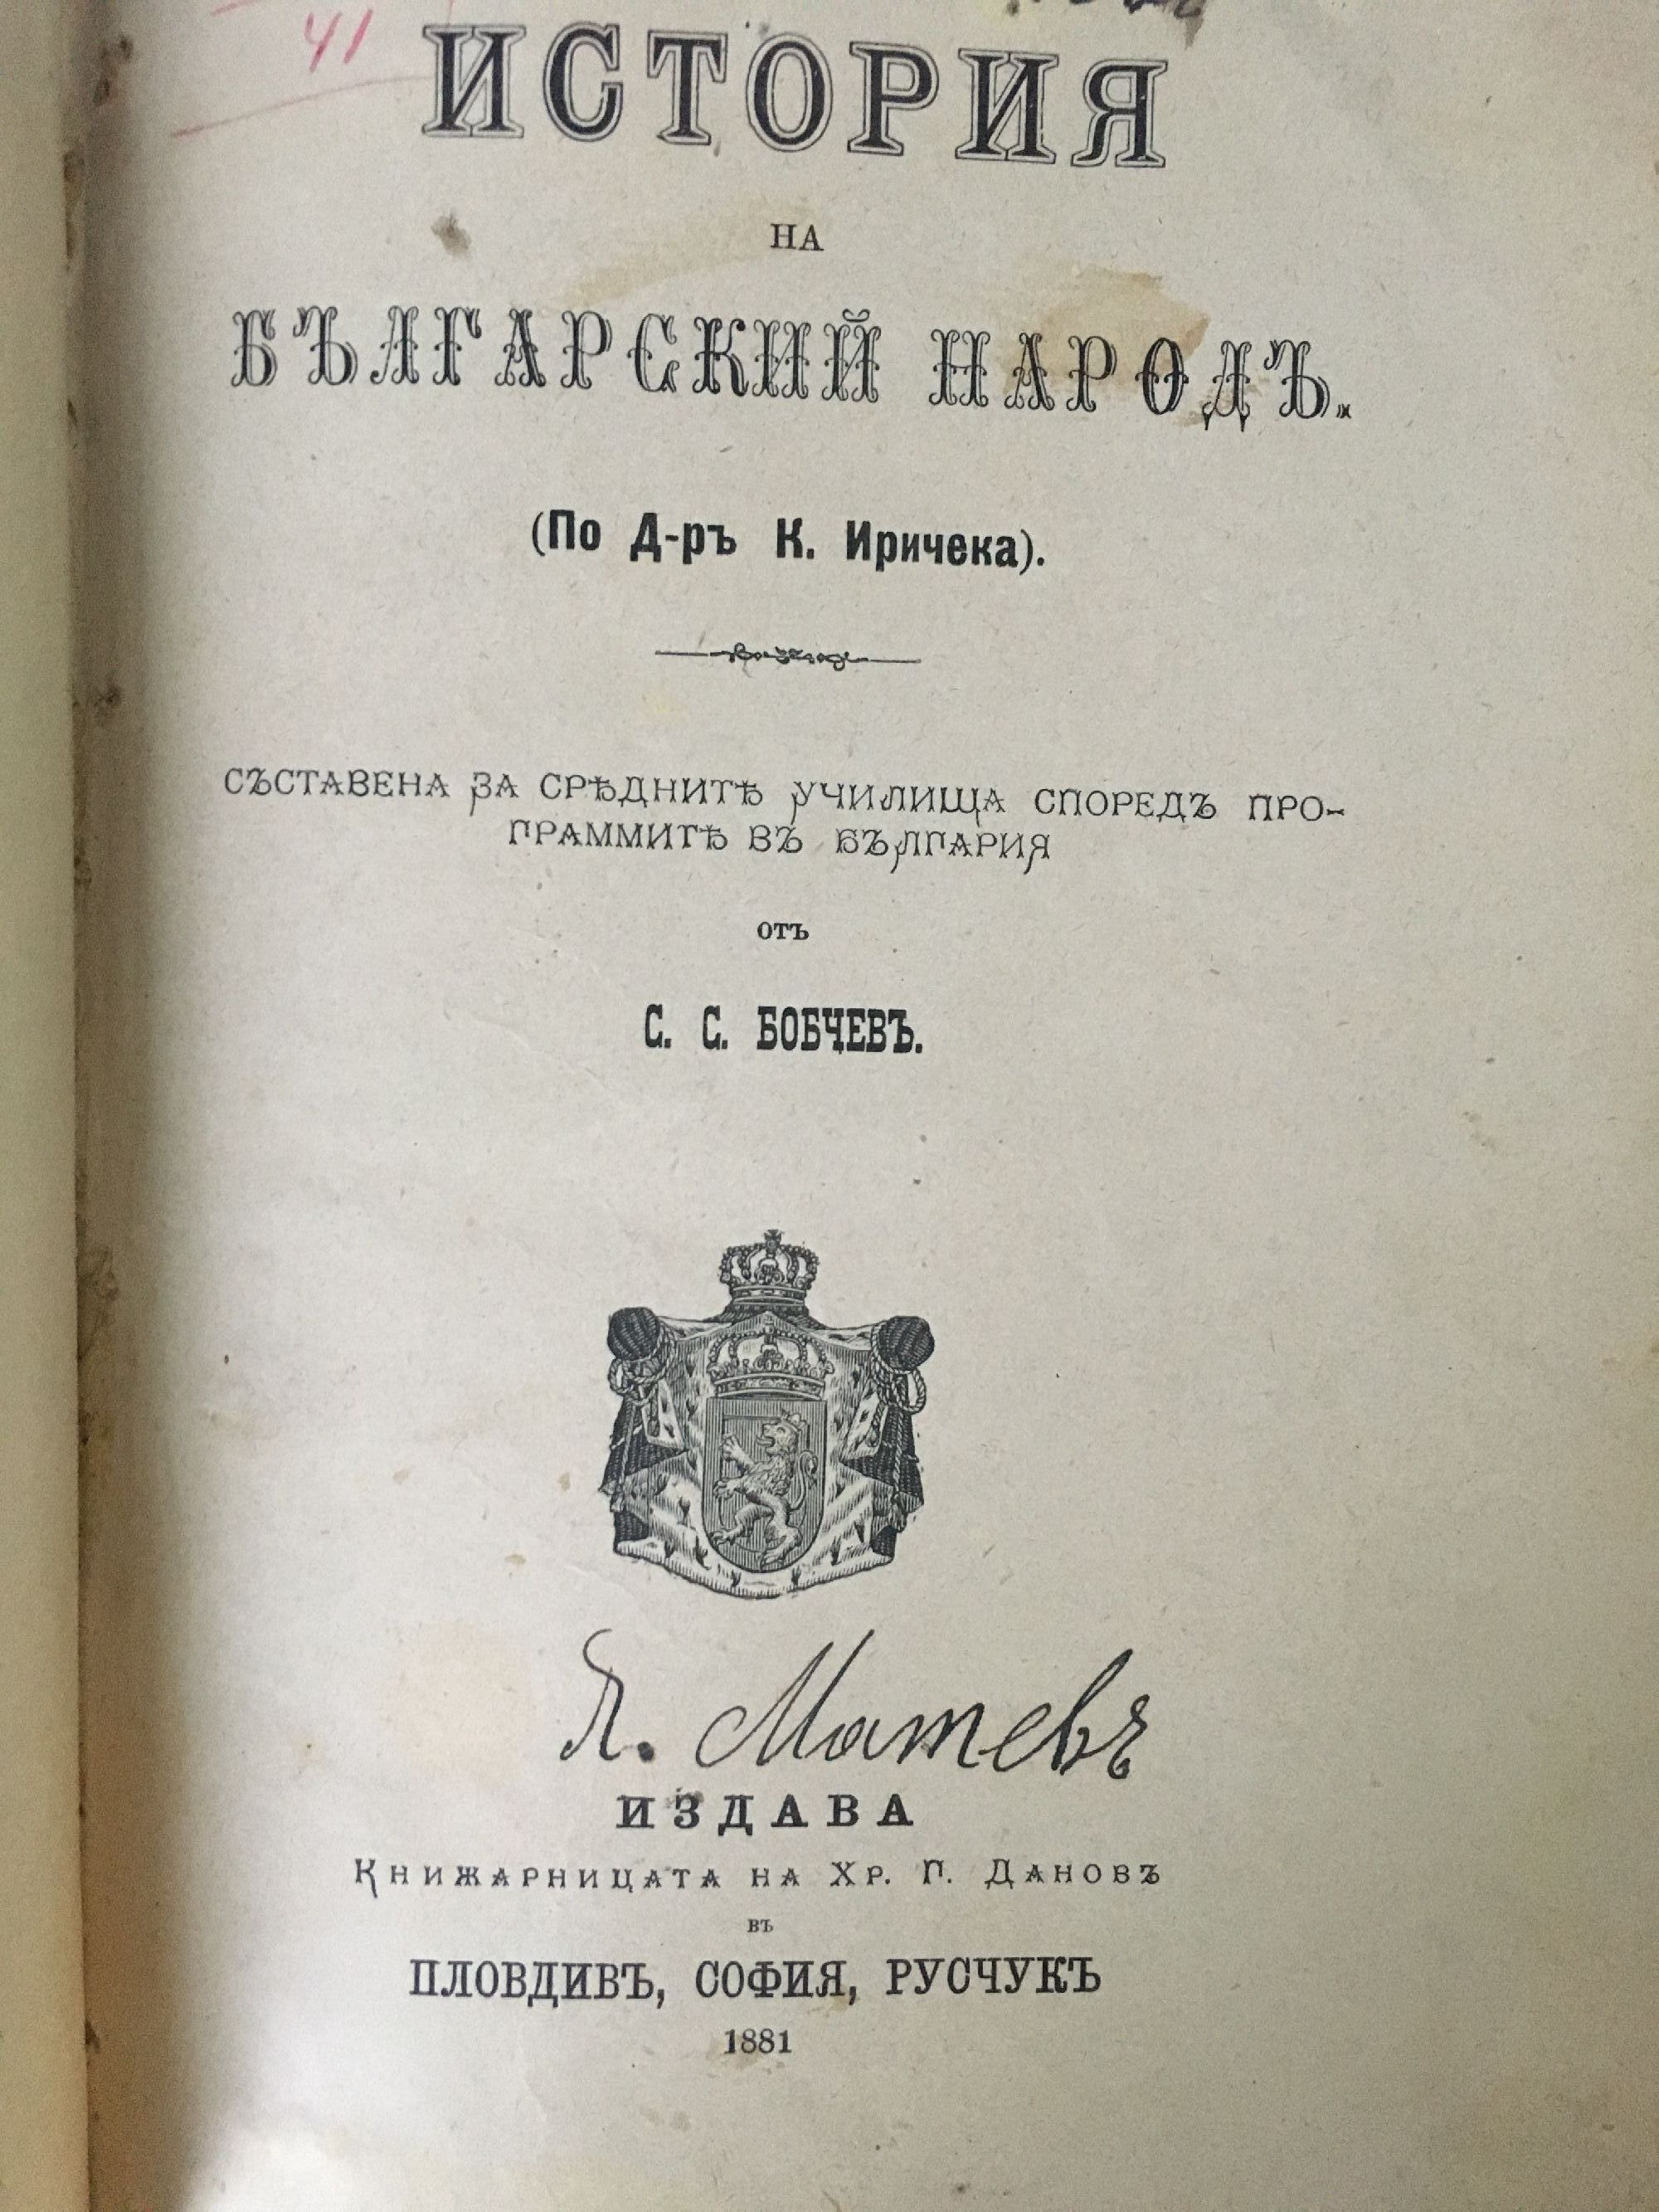 41
ИСТОРИЯ
НА
БЪЛГАРСКИЙ НАРОДЪ.
(По Д-ръ К. Иричека).
СЪСТАВЕНА ЗА СРѢДНИТѢ УЧИЛИЩА СПОРЕДЪ ПРО-
ГРАММИТѢ ВЪ БЪЛГАРИЯ
отъ
С. С. БОБЧЕВЪ.
Я. Матевъ
ИЗДАВА
Книжарницата на Хр. Г. Дановъ
въ
ПЛОВДИВЪ, СОФИЯ, РУСЧУКЪ
1881